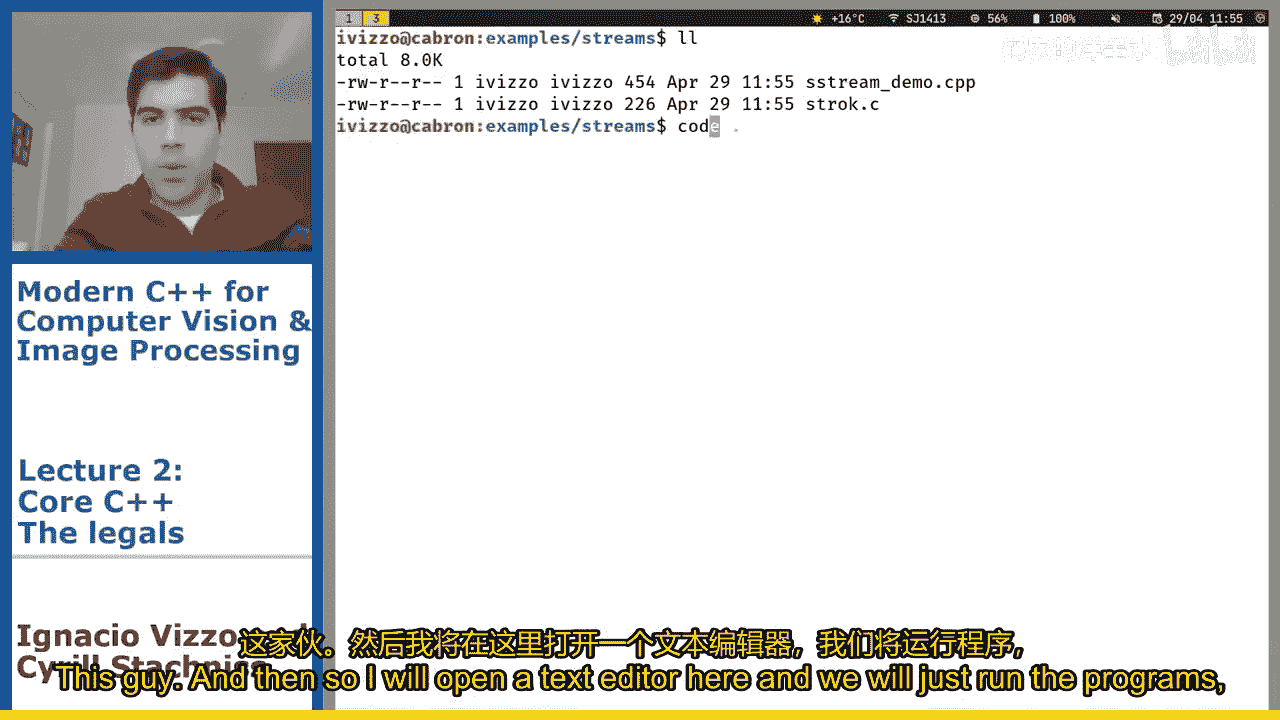 1 3 +16°C SJ1413 56% 100% 29/04 11:55
ivizzo@cabron:examples/streams$ ll
total 8.0K
-rw-r--r-- 1 ivizzo ivizzo 454 Apr 29 11:55 sstream_demo.cpp
-rw-r--r-- 1 ivizzo ivizzo 226 Apr 29 11:55 strok.c
ivizzo@cabron:examples/streams$ code .
Modern C++ for
Computer Vision &
Image Processing
Lecture 2:
Core C++
The legals
Ignacio Vizzo
Cyrill Stachniss
这家伙。然后我将在这里打开一个文本编辑器，我们将运行程序，
This guy. And then so I will open a text editor here and we will just run the programs,